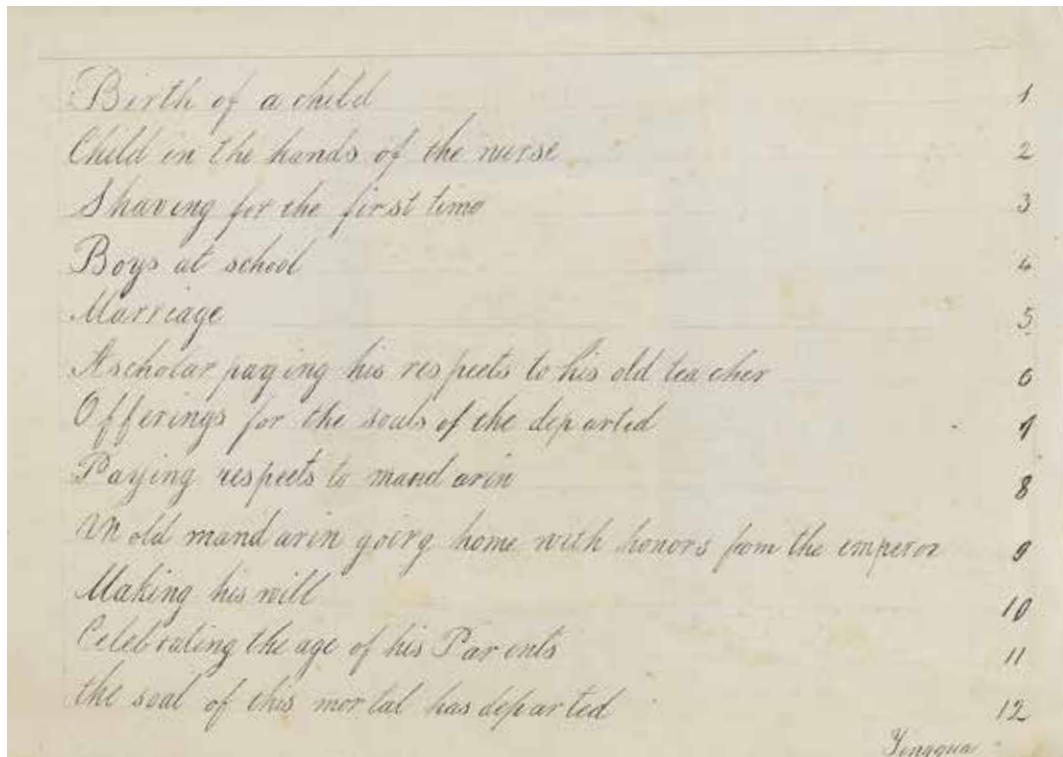 Birth of a child 1
Child in the hands of the nurse 2
Shaving for the first time 3
Boys at school 4
Marriage 5
A scholar paying his respects to his old teacher 6
Offerings for the souls of the departed 7
Paying respects to mandarin 8
An old mandarin going home with honors from the emperor 9
Making his will 10
Celebrating the age of his Parents 11
the soal of this mortal has departed 12
Yonqua